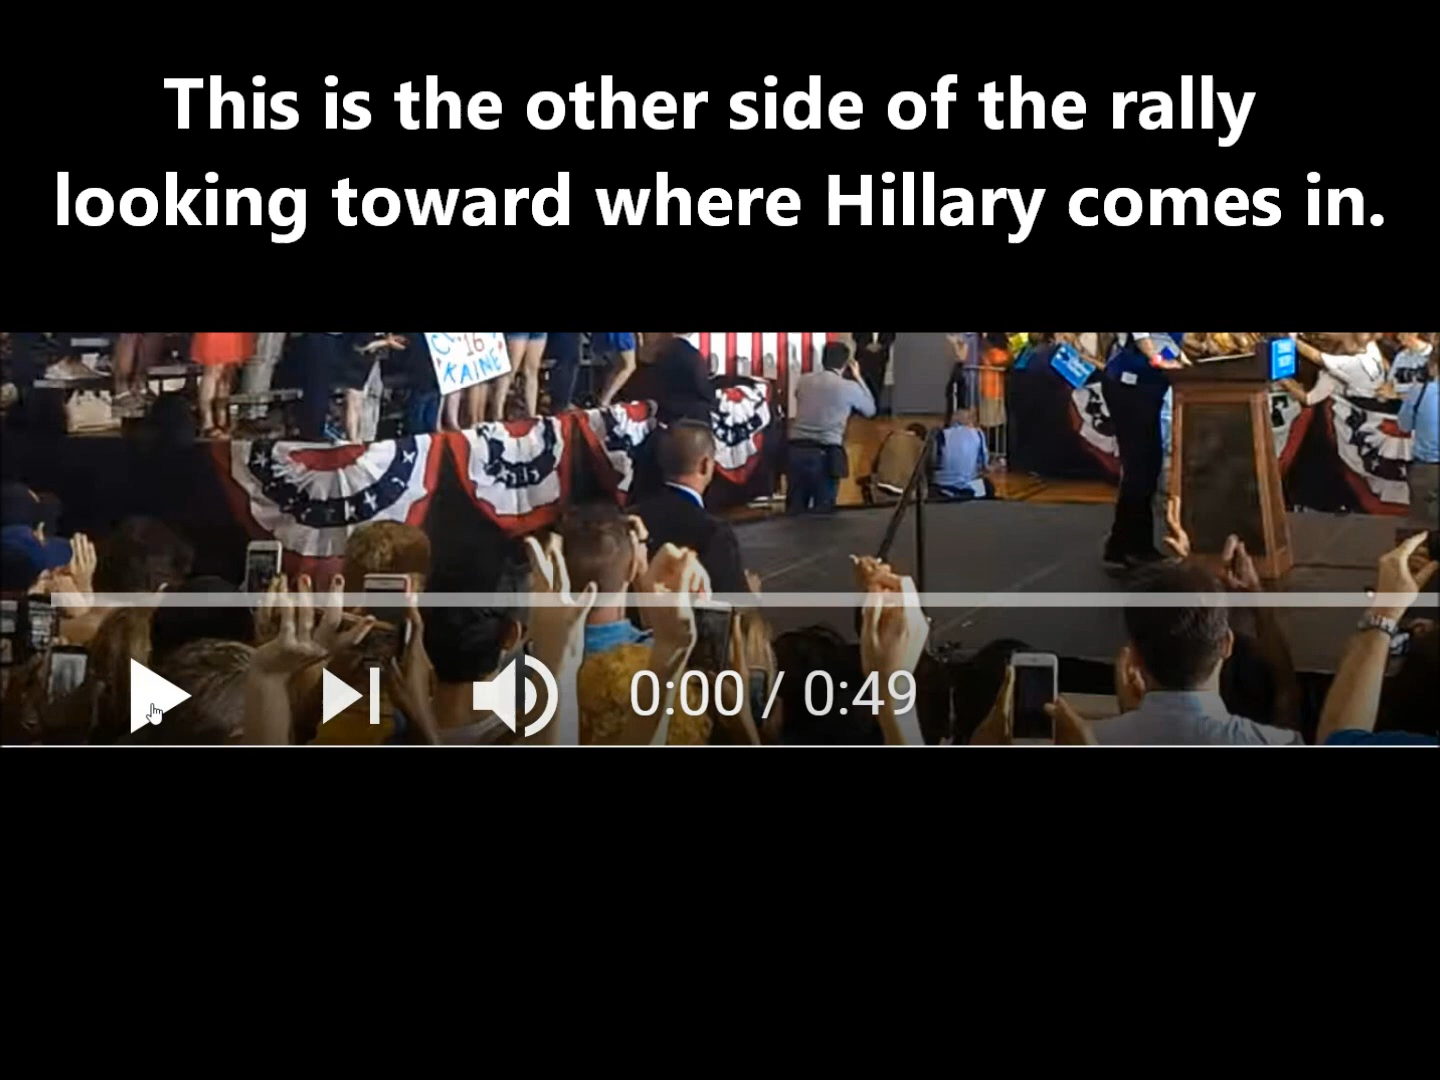 This is the other side of the rally
looking toward where Hillary comes in.
16
KAINE
0:00 / 0:49